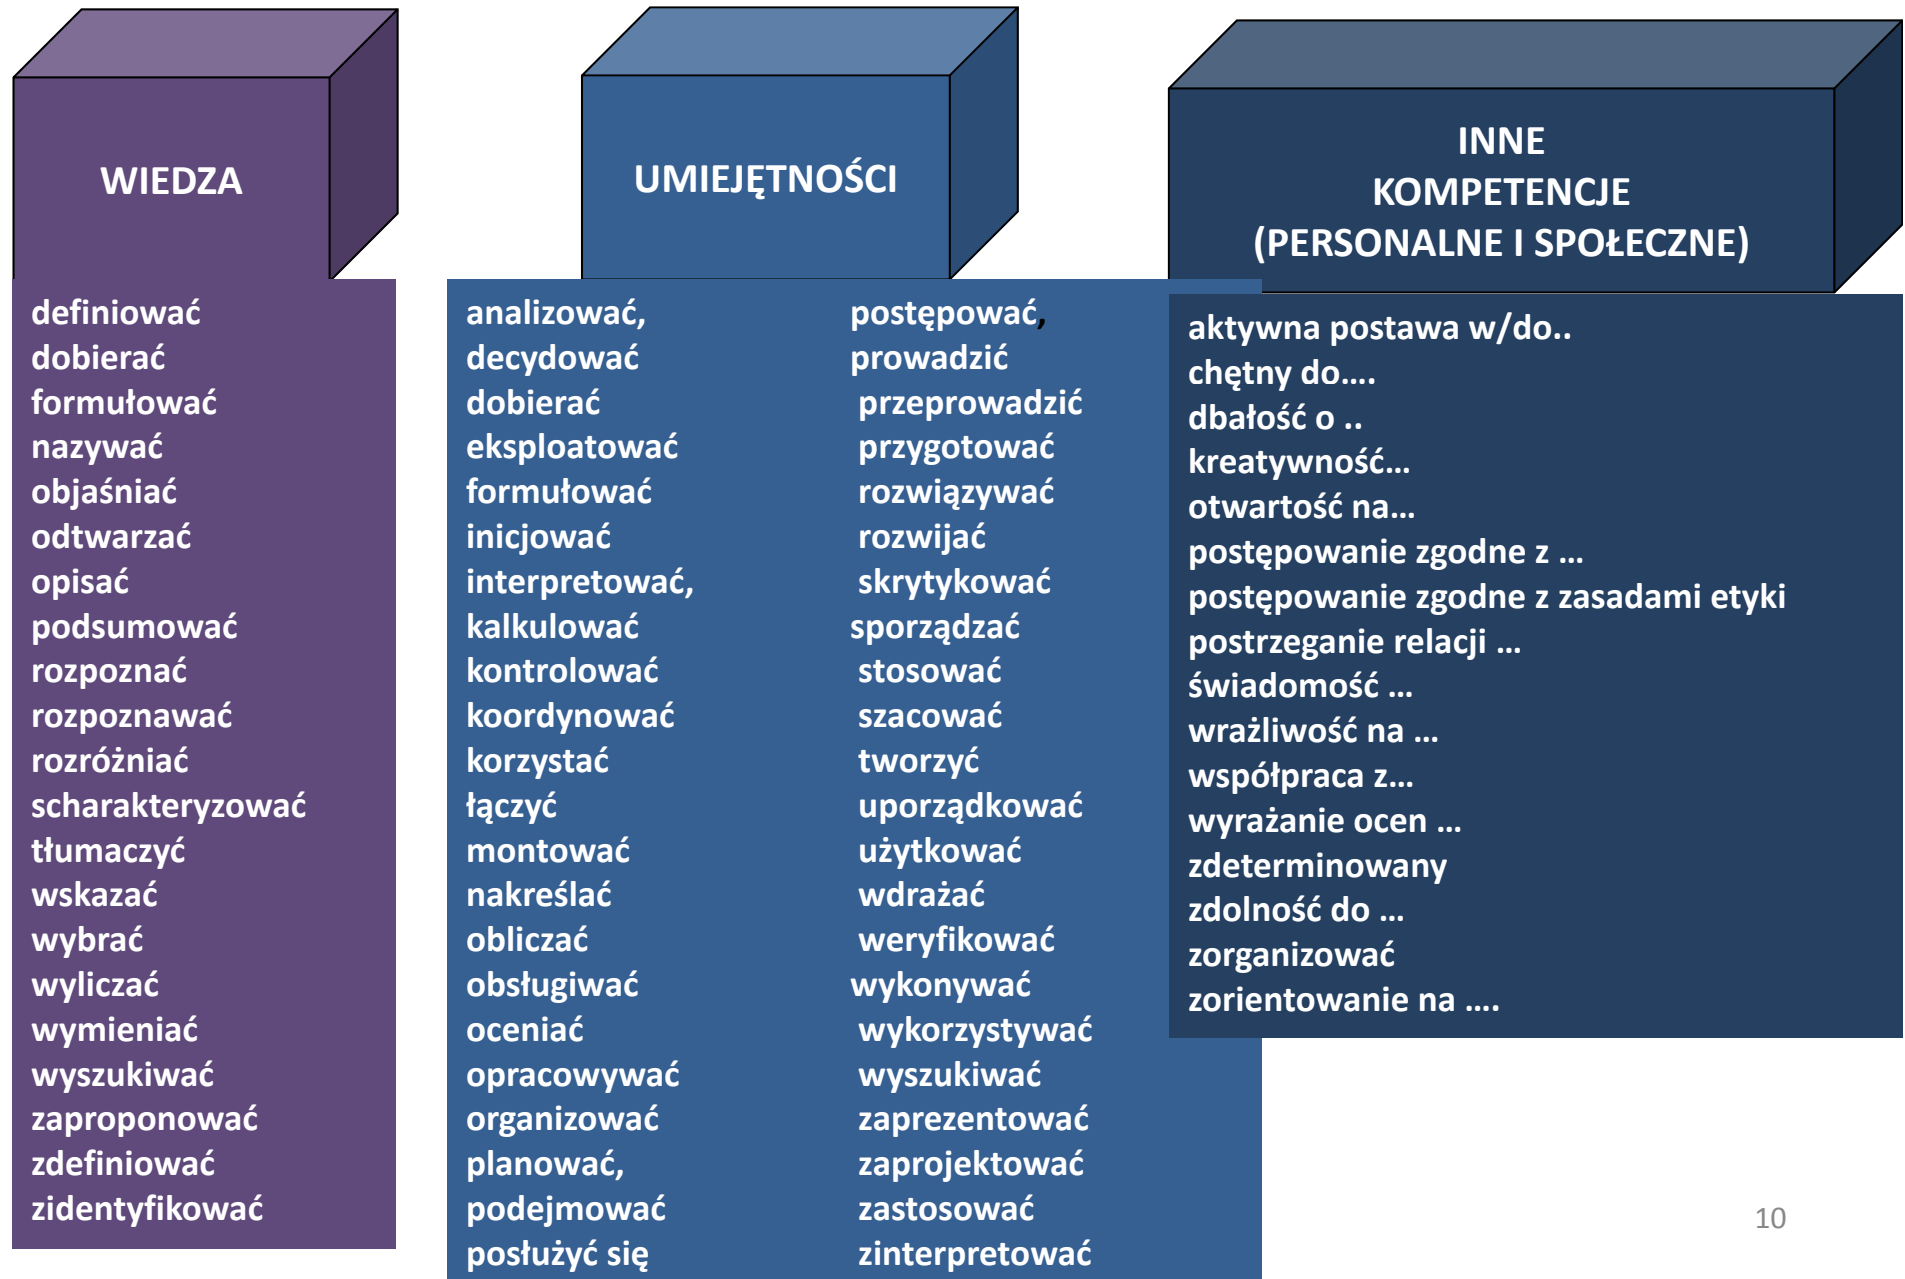 WIEDZA
definiować
dobierać
formułować
nazywać
objaśniać
odtwarzać
opisać
podsumować
rozpoznać
rozpoznawać
rozróżniać
scharakteryzować
tłumaczyć
wskazać
wybrać
wyliczać
wymieniać
wyszukiwać
zaproponować
zdefiniować
zidentyfikować
UMIEJĘTNOŚCI
analizować,
decydować
dobierać
eksploatować
formułować
inicjować
interpretować,
kalkulować
kontrolować
koordynować
korzystać
łączyć
montować
nakreślać
obliczać
obsługiwać
oceniać
opracowywać
organizować
planować,
podejmować
posłużyć się
postępować,
prowadzić
przeprowadzić
przygotować
rozwiązywać
rozwijać
skrytykować
sporządzać
stosować
szacować
tworzyć
uporządkować
użytkować
wdrażać
weryfikować
wykonywać
wykorzystywać
wyszukiwać
zaprezentować
zaprojektować
zastosować
zinterpretować
INNE
KOMPETENCJE
(PERSONALNE I SPOŁECZNE)
aktywna postawa w/do..
chętny do....
dbałość o ..
kreatywność…
otwartość na…
postępowanie zgodne z …
postępowanie zgodne z zasadami etyki
postrzeganie relacji …
świadomość …
wrażliwość na …
współpraca z…
wyrażanie ocen …
zdeterminowany
zdolność do …
zorganizować
zorientowanie na ….
10